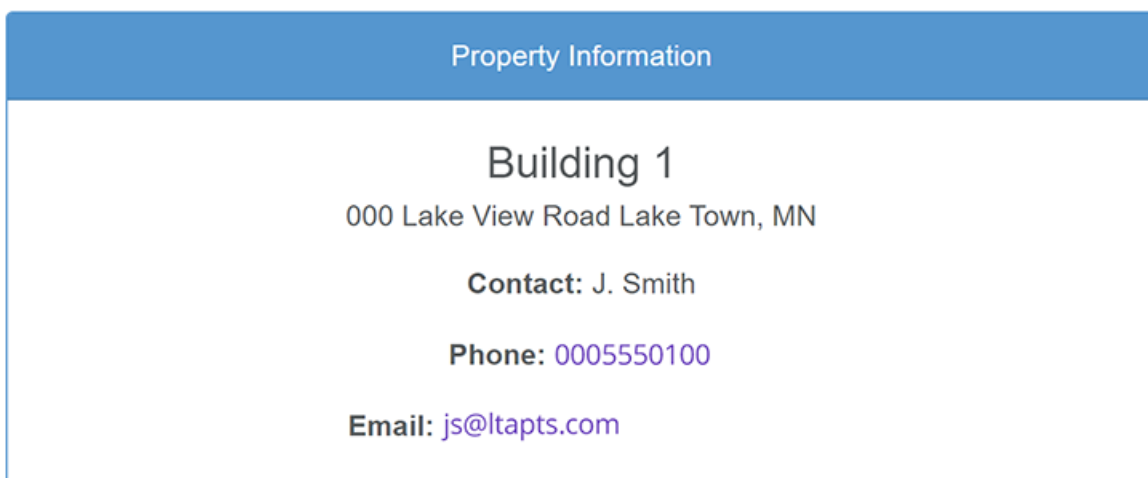 Property Information
Building 1
000 Lake View Road Lake Town, MN
Contact: J. Smith
Phone: 0005550100
Email: js@ltapts.com